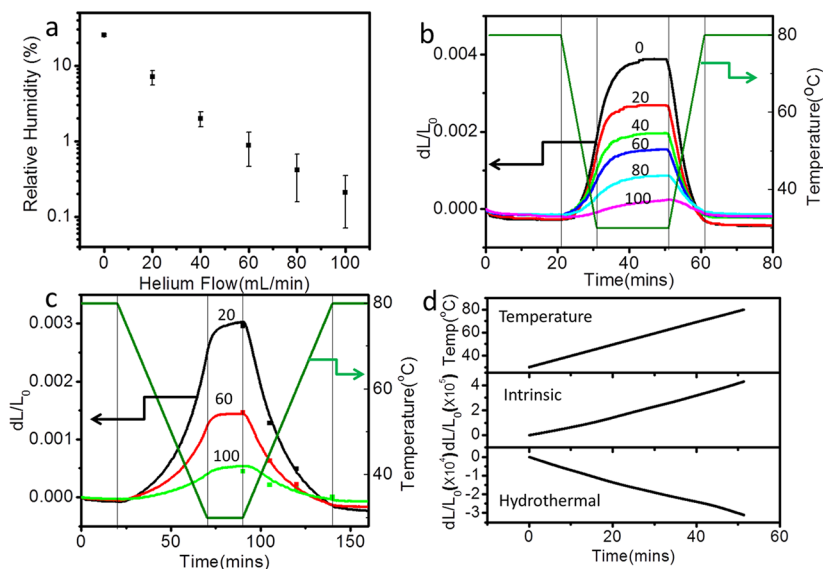 a
Relative Humidity (%)
10
1
0.1
0
20
40
60
80
100
Helium Flow(mL/min)
b
dL/L0
0.004
0.002
0.000
0
20
40
60
80
100
0
20
40
60
80
Time(mins)
80
60
40
Temperature(°C)
c
dL/L0
0.003
0.002
0.001
0.000
20
60
100
0
50
100
150
Time(mins)
80
60
40
Temperature(°C)
d
Temp(°C)
80
60
40
Temperature
dL/L0(X10⁵)
4
2
0
Intrinsic
dL/L0(X10⁴)
0
-1
-2
-3
Hydrothermal
0
20
40
60
Time(mins)